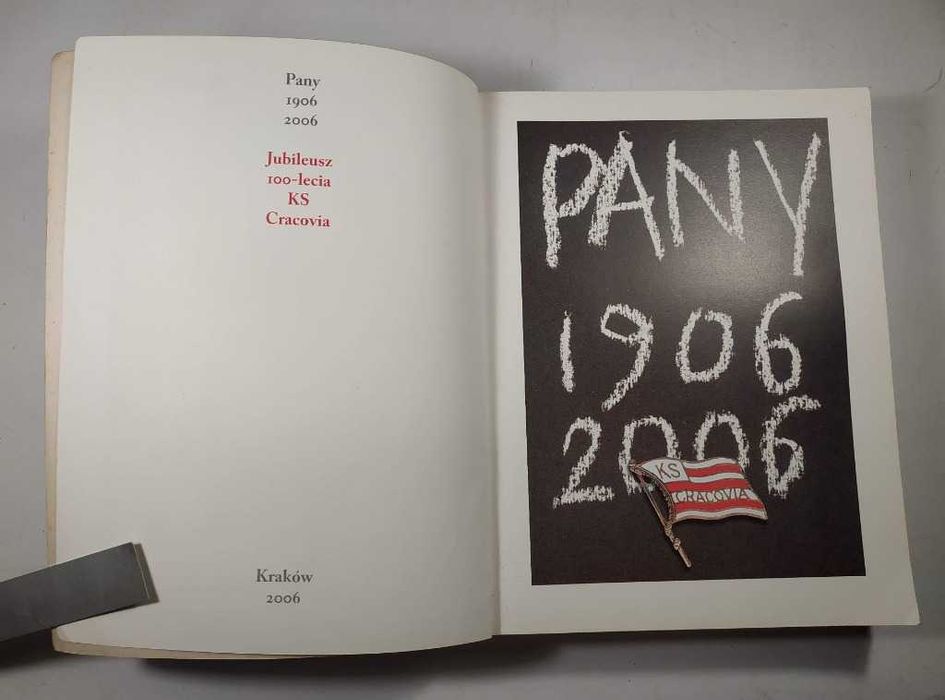 Pany
1906
2006
Jubileusz
100-lecia
KS
Cracovia
Kraków
2006
PANY
1906
2006
KS
CRACOVIA